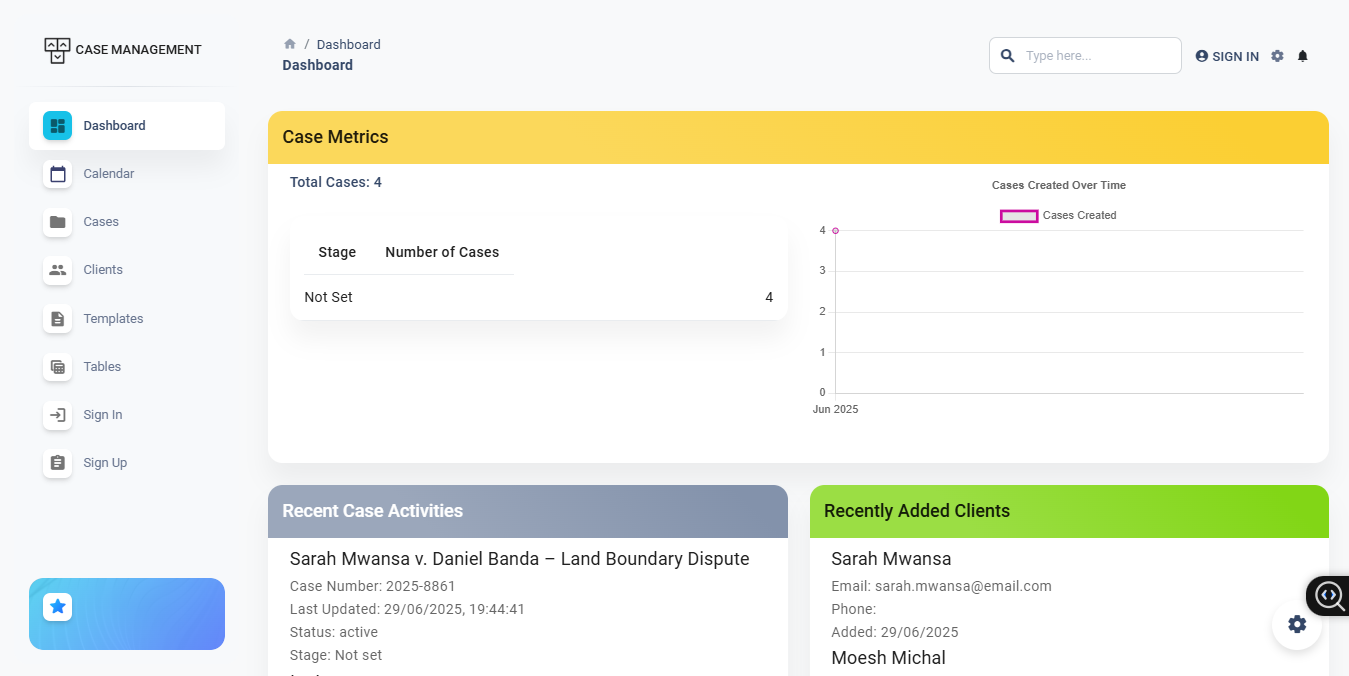 CASE MANAGEMENT
Dashboard
Calendar
Cases
Clients
Templates
Tables
Sign In
Sign Up
/ Dashboard
Dashboard
Type here...
SIGN IN
Case Metrics
Total Cases: 4
Stage Number of Cases
Not Set 4
Cases Created Over Time
Cases Created
4
3
2
1
0
Jun 2025
Recent Case Activities
Sarah Mwansa v. Daniel Banda – Land Boundary Dispute
Case Number: 2025-8861
Last Updated: 29/06/2025, 19:44:41
Status: active
Stage: Not set
Recently Added Clients
Sarah Mwansa
Email: sarah.mwansa@email.com
Phone:
Added: 29/06/2025
Moesh Michal